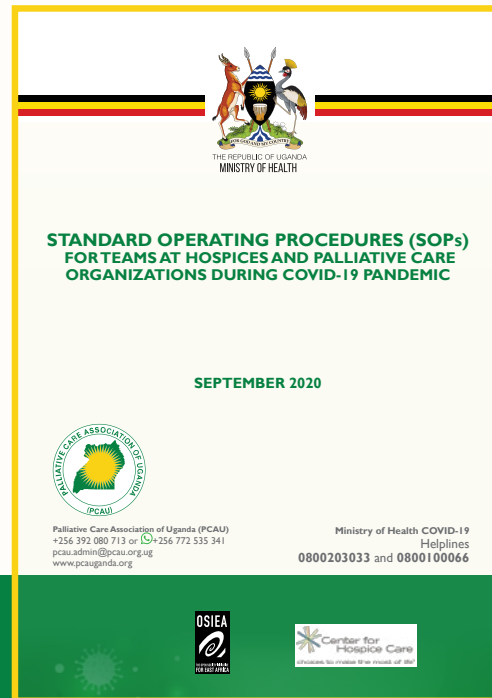 FOR GOD AND MY COUNTRY
THE REPUBLIC OF UGANDA
MINISTRY OF HEALTH
STANDARD OPERATING PROCEDURES (SOPs)
FOR TEAMS AT HOSPICES AND PALLIATIVE CARE
ORGANIZATIONS DURING COVID-19 PANDEMIC
SEPTEMBER 2020
PALLIATIVE CARE ASSOCIATION OF UGANDA
(PCAU)
Palliative Care Association of Uganda (PCAU)
+256 392 080 713 or +256 772 535 341
pcau.admin@pcau.org.ug
www.pcauganda.org
Ministry of Health COVID-19
Helplines
0800203033 and 0800100066
OSIEA
FOR EAST AFRICA
Center for
Hospice Care
choices to make the most of life®